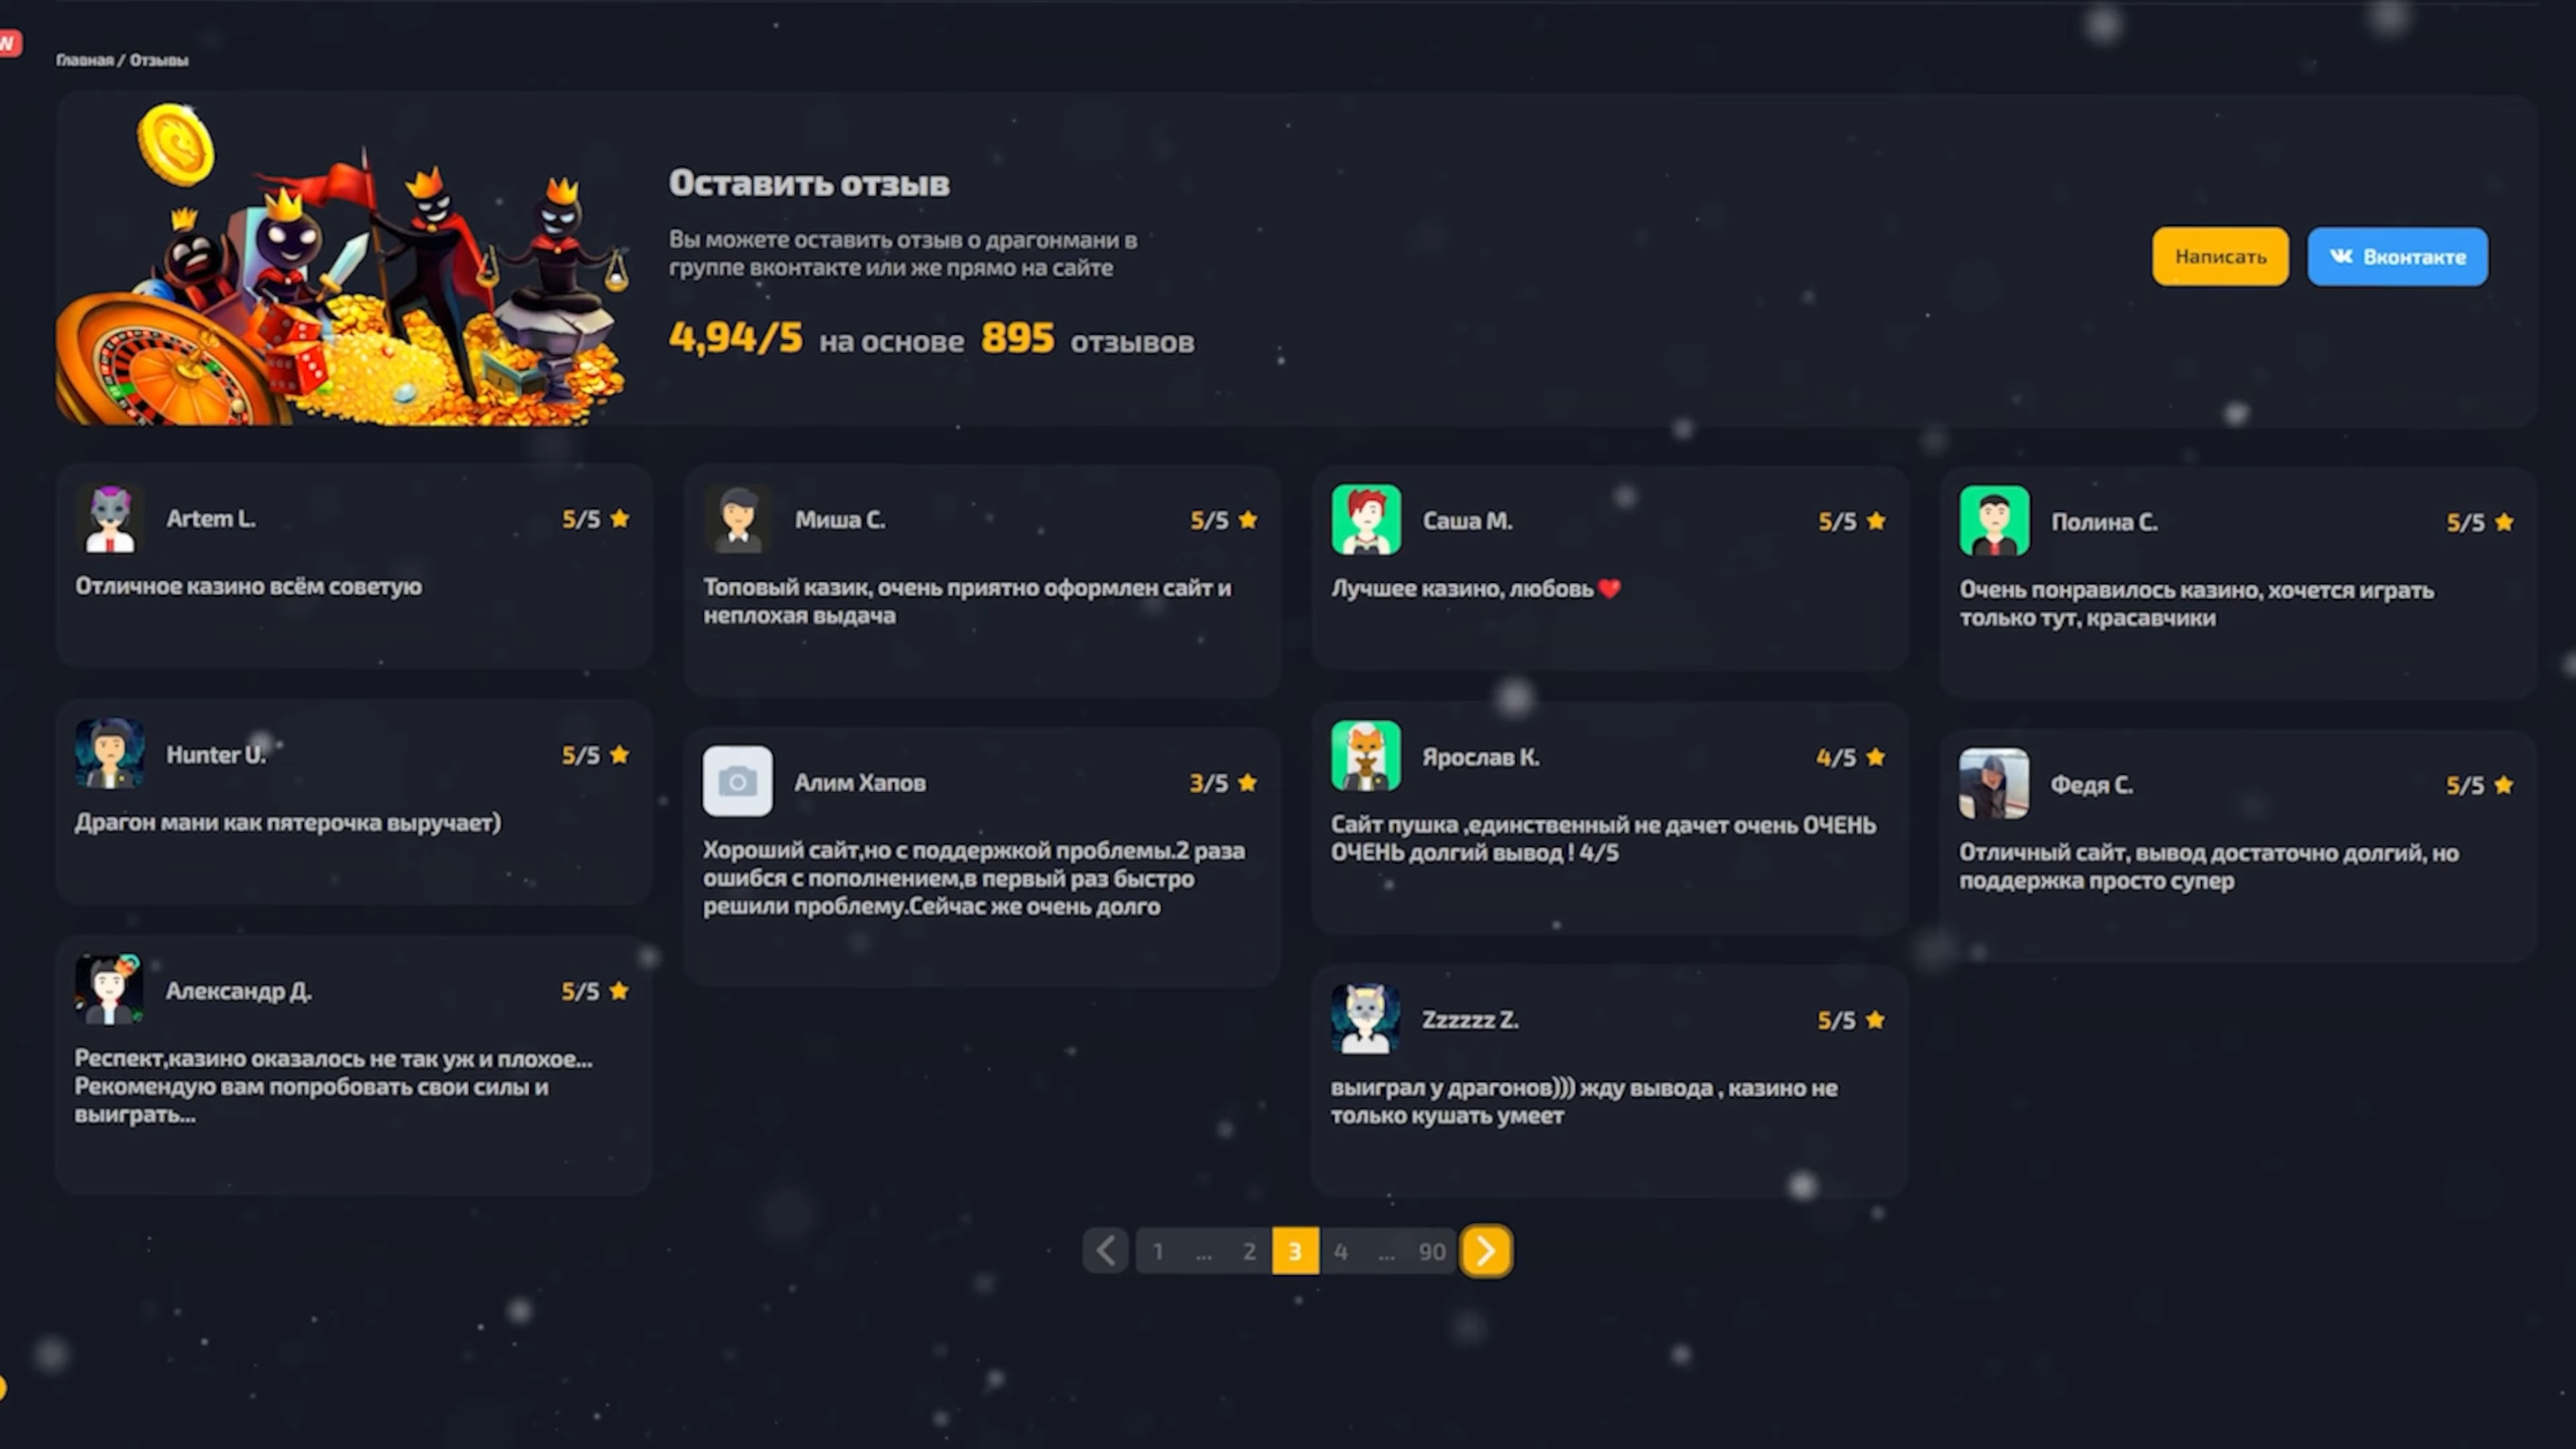 W
Главная / Отзывы
Оставить отзыв
Вы можете оставить отзыв о драгонмани в
группе вконтакте или же прямо на сайте
4,94/5 на основе 895 отзывов
Написать
Вконтакте
Artem L.
5/5
Отличное казино всём советую
Миша С.
5/5
Топовый казик, очень приятно оформлен сайт и
неплохая выдача
Саша М.
5/5
Лучшее казино, любовь❤️
Полина С.
5/5
Очень понравилось казино, хочется играть
только тут, красавчики
Hunter U.
5/5
Драгон мани как пятерочка выручает)
Алим Хапов
3/5
Хороший сайт,но с поддержкой проблемы.2 раза
ошибся с пополнением,в первый раз быстро
решили проблему.Сейчас же очень долго
Ярослав К.
4/5
Сайт пушка ,единственный не дачет очень ОЧЕНЬ
ОЧЕНЬ долгий вывод ! 4/5
Федя С.
5/5
Отличный сайт, вывод достаточно долгий, но
поддержка просто супер
Александр Д.
5/5
Респект,казино оказалось не так уж и плохое...
Рекомендую вам попробовать свои силы и
выиграть...
Zzzzzz Z.
5/5
выиграл у драгонов))) жду вывода , казино не
только кушать умеет
1 ... 2 3 4 ... 90